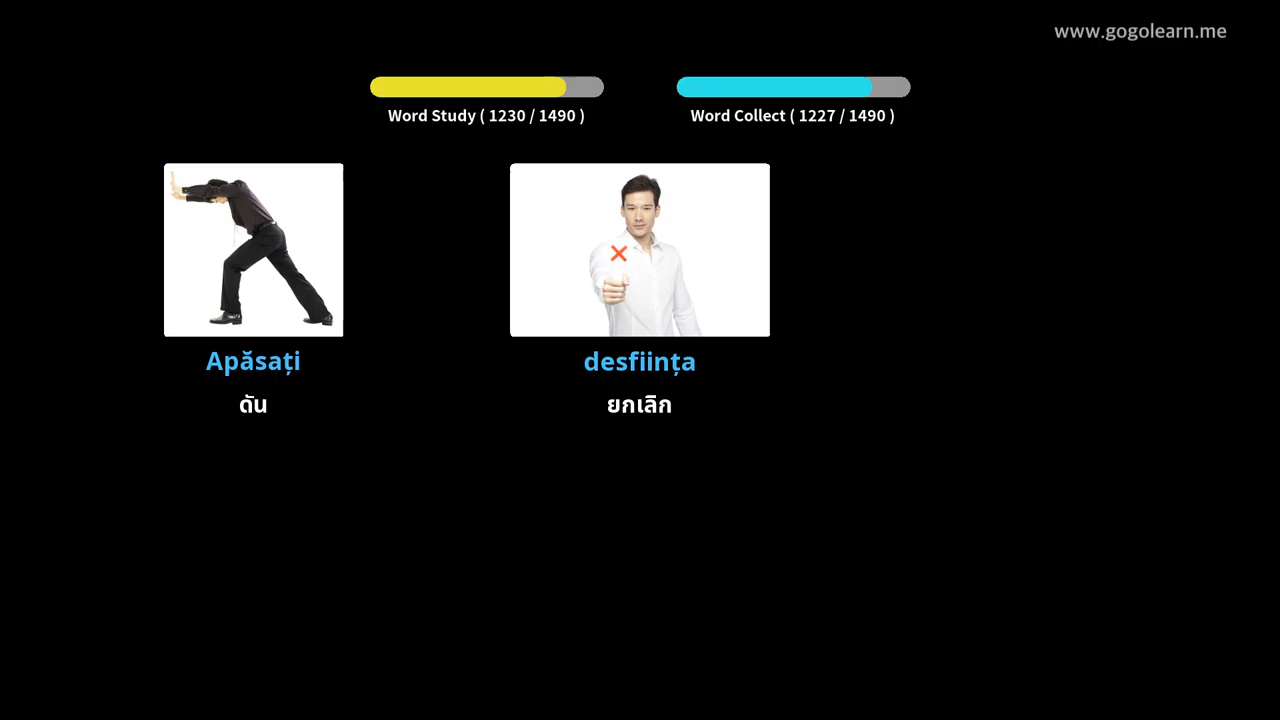 www.gogolearn.me
Word Study ( 1230 / 1490 )
Word Collect ( 1227 / 1490 )
Apăsați
desființa
ดัน
ยกเลิก